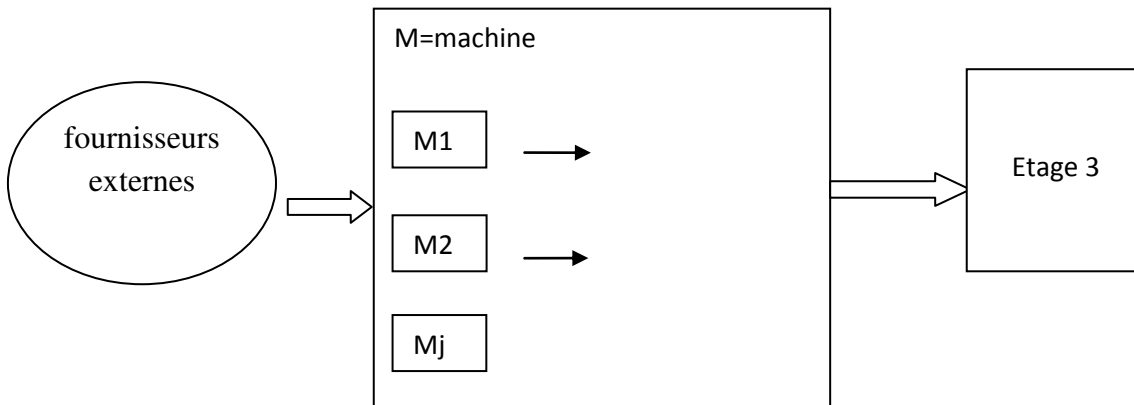 M=machine
fournisseurs
externes
M1
M2
Mj
Etage 3